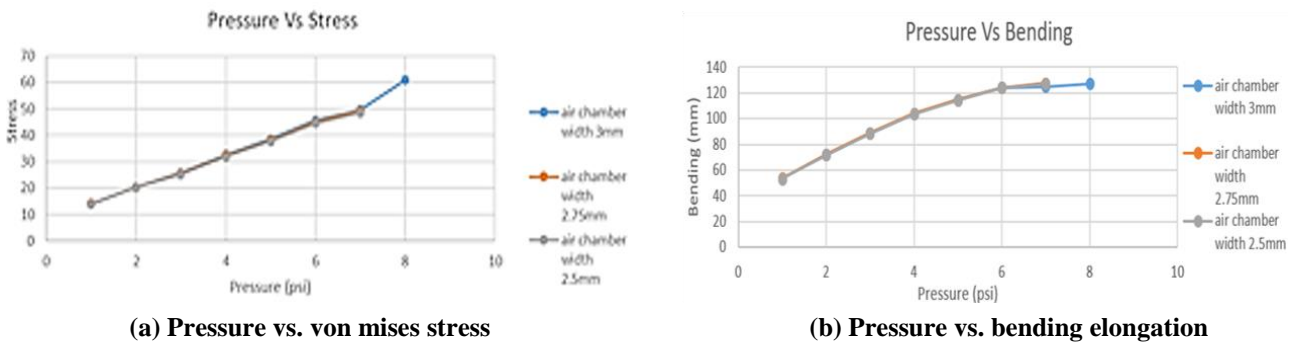 Pressure Vs Stress
70
60
50
40
30
20
10
0
Stress
0 2 4 6 8 10
Pressure (psi)
air chamber
width 3mm
air chamber
width
2.75mm
air chamber
width
2.5mm
(a) Pressure vs. von mises stress
Pressure Vs Bending
140
120
100
80
60
40
20
0
Bending (mm)
0 2 4 6 8 10
Pressure (psi)
air chamber
width 3mm
air chamber
width
2.75mm
air chamber
width 2.5mm
(b) Pressure vs. bending elongation